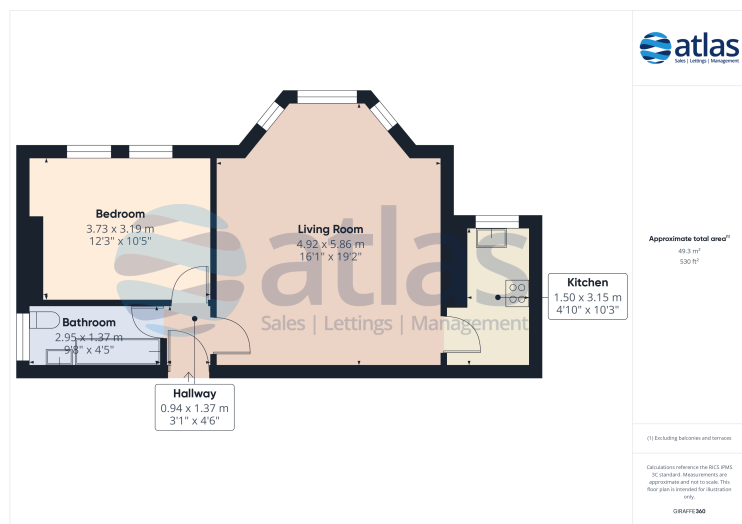 atlas
Sales | Lettings | Management
Bedroom
3.73 x 3.19 m
12'3" x 10'5"
Living Room
4.92 x 5.86 m
16'1" x 19'2"
Kitchen
1.50 x 3.15 m
4'10" x 10'3"
Bathroom
2.95 x 1.37 m
9'8" x 4'5"
Hallway
0.94 x 1.37 m
3'1" x 4'6"
atlas
Sales | Lettings | Management
Approximate total area(1)
49.3 m²
530 ft²
(1) Excluding balconies and terraces
Calculations reference the RICS IPMS
3C standard. Measurements are
approximate and not to scale. This
floor plan is intended for illustration
only.
GIRAFFE360